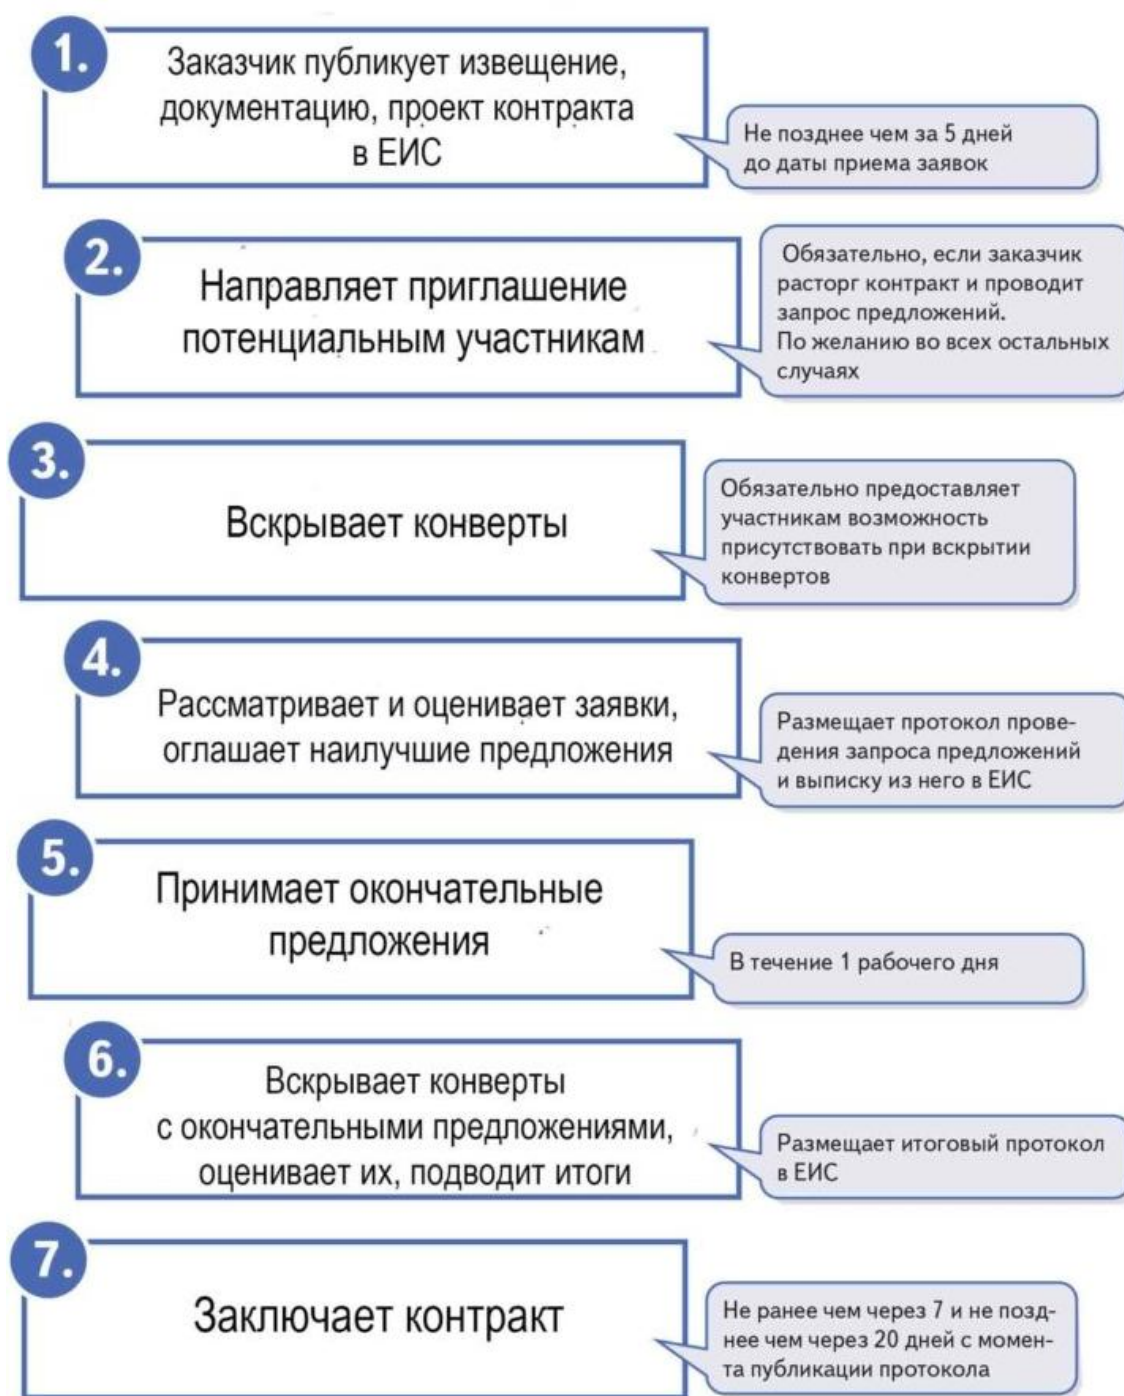 1.
Заказчик публикует извещение,
документацию, проект контракта
в ЕИС
Не позднее чем за 5 дней
до даты приема заявок
2.
Направляет приглашение
потенциальным участникам
Обязательно, если заказчик
расторг контракт и проводит
запрос предложений.
По желанию во всех остальных
случаях
3.
Вскрывает конверты
Обязательно предоставляет
участникам возможность
присутствовать при вскрытии
конвертов
4.
Рассматривает и оценивает заявки,
оглашает наилучшие предложения
Размещает протокол прове-
дения запроса предложений
и выписку из него в ЕИС
5.
Принимает окончательные
предложения
В течение 1 рабочего дня
6.
Вскрывает конверты
с окончательными предложениями,
оценивает их, подводит итоги
Размещает итоговый протокол
в ЕИС
7.
Заключает контракт
Не ранее чем через 7 и не позд-
нее чем через 20 дней с момен-
та публикации протокола